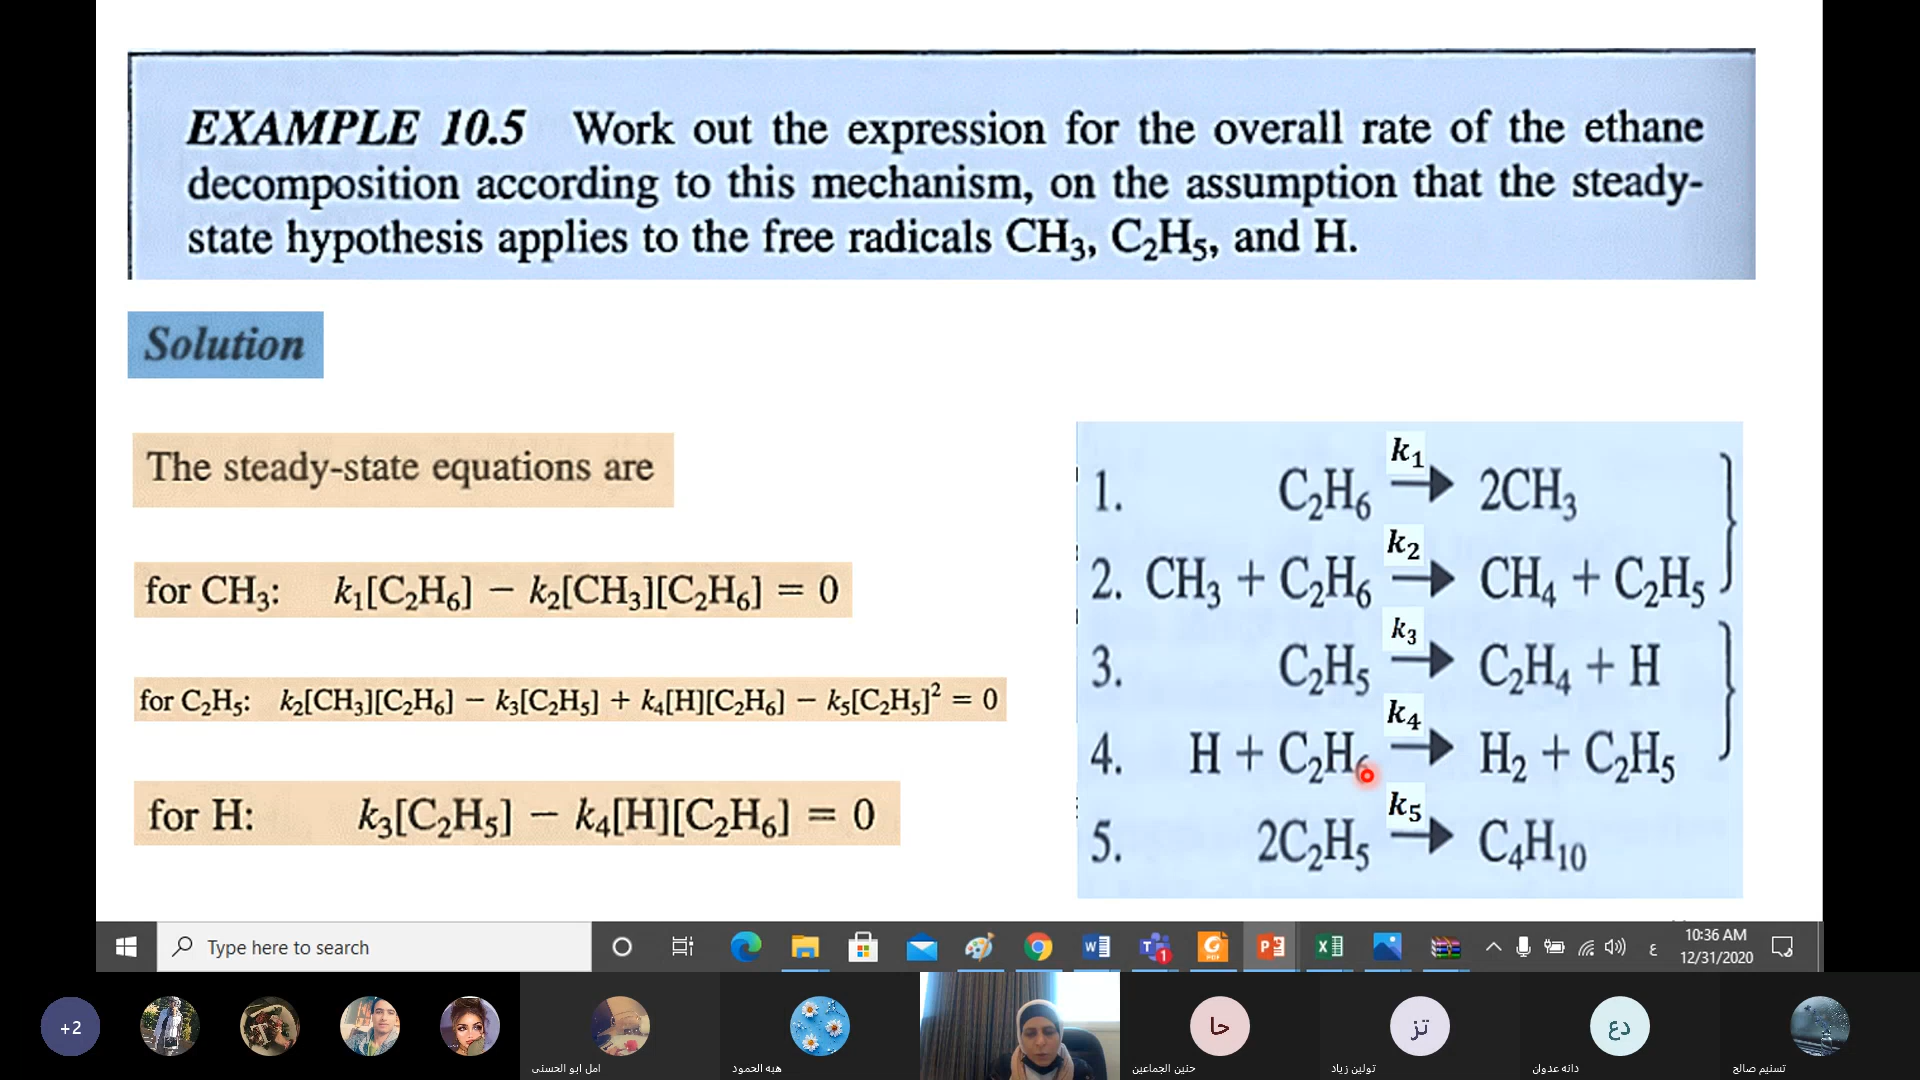 EXAMPLE 10.5 Work out the expression for the overall rate of the ethane
decomposition according to this mechanism, on the assumption that the steady-
state hypothesis applies to the free radicals CH₃, C₂H₅, and H.
Solution
The steady-state equations are
for CH₃: k₁[C₂H₆] − k₂[CH₃][C₂H₆] = 0
for C₂H₅: k₂[CH₃][C₂H₆] − k₃[C₂H₅] + k₄[H][C₂H₆] − k₅[C₂H₅]² = 0
for H: k₃[C₂H₅] − k₄[H][C₂H₆] = 0
k₁
1. C₂H₆ → 2CH₃
k₂
2. CH₃ + C₂H₆ → CH₄ + C₂H₅
k₃
3. C₂H₅ → C₂H₄ + H
k₄
4. H + C₂H₆ → H₂ + C₂H₅
k₅
5. 2C₂H₅ → C₄H₁₀
Type here to search
ع
10:36 AM
12/31/2020
+2
حا
تز
دع
امل ابو الحسنى
هبه الحمود
حنين الجماعين
تولين زياد
دانه عدوان
تسنيم صالح